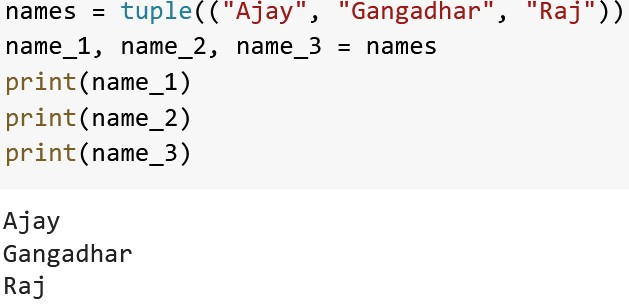 names = tuple(("Ajay", "Gangadhar", "Raj"))
name_1, name_2, name_3 = names
print(name_1)
print(name_2)
print(name_3)
Ajay
Gangadhar
Raj